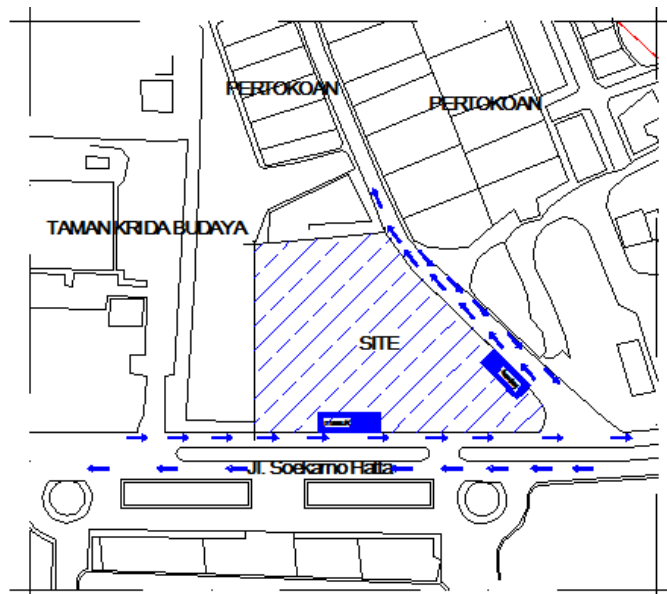 PERTOKOAN
PERTOKOAN
TAMAN KRIDA BUDAYA
SITE
Jl. Soekarno Hatta